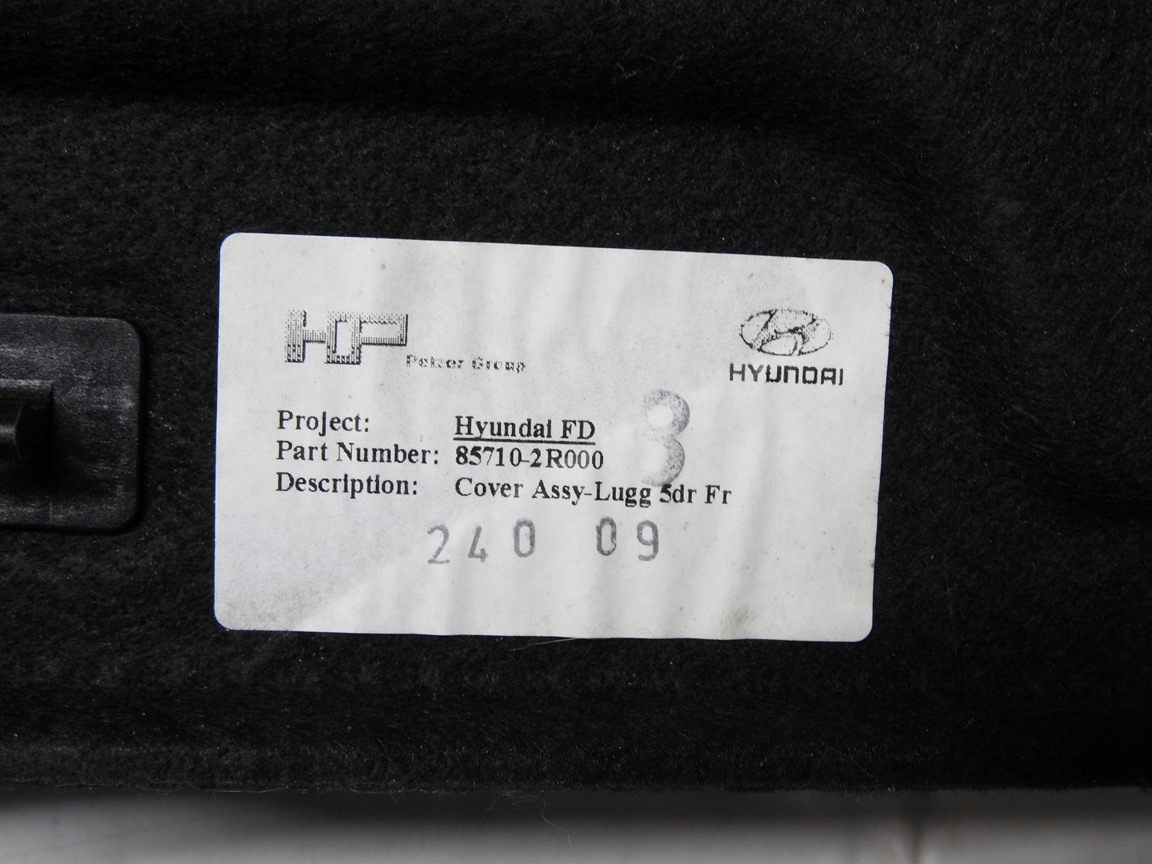 HP Pelzer Group
HYUNDAI
Project: Hyundai FD
Part Number: 85710-2R000
Description: Cover Assy-Lugg 5dr Fr
3
240 09